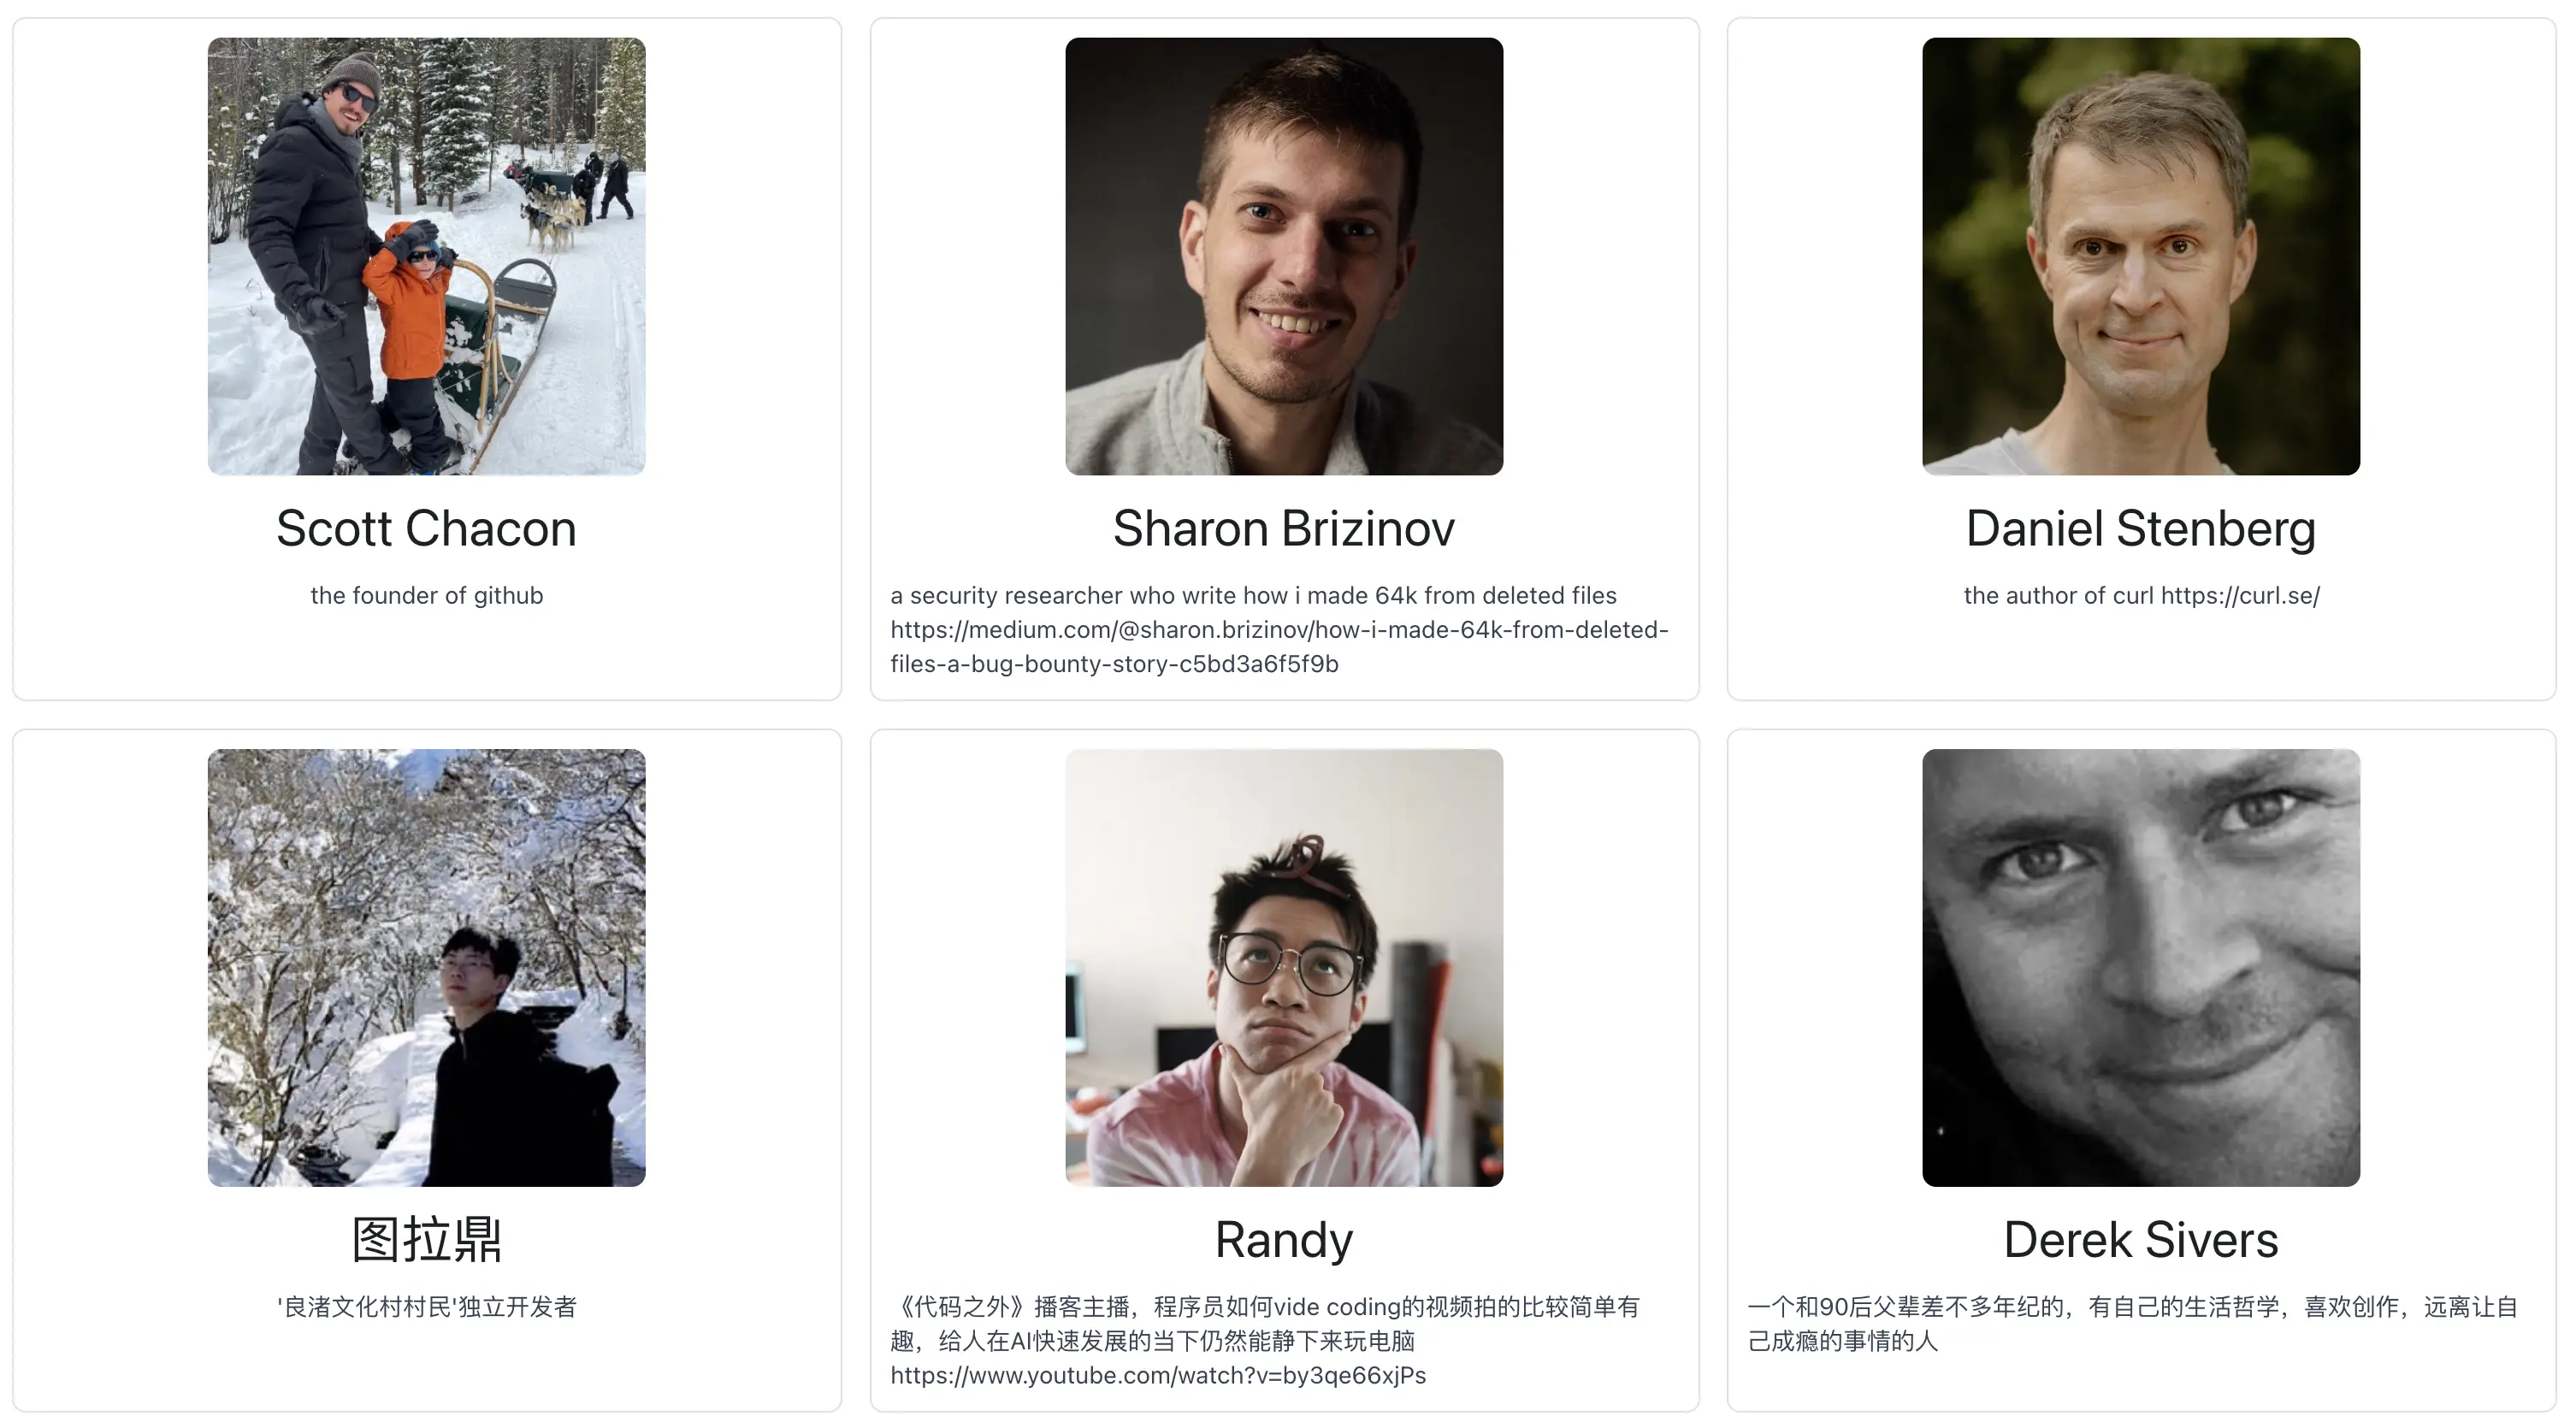 Scott Chacon
the founder of github
Sharon Brizinov
a security researcher who write how i made 64k from deleted files
https://medium.com/@sharon.brizinov/how-i-made-64k-from-deleted-
files-a-bug-bounty-story-c5bd3a6f5f9b
Daniel Stenberg
the author of curl https://curl.se/
图拉鼎
'良渚文化村村民'独立开发者
Randy
《代码之外》播客主播，程序员如何vide coding的视频拍的比较简单有
趣，给人在AI快速发展的当下仍然能静下来玩电脑
https://www.youtube.com/watch?v=by3qe66xjPs
Derek Sivers
一个和90后父辈差不多年纪的，有自己的生活哲学，喜欢创作，远离让自
己成瘾的事情的人